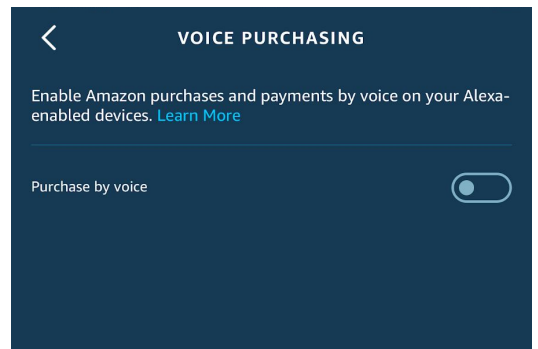 VOICE PURCHASING
Enable Amazon purchases and payments by voice on your Alexa-
enabled devices. Learn More
Purchase by voice